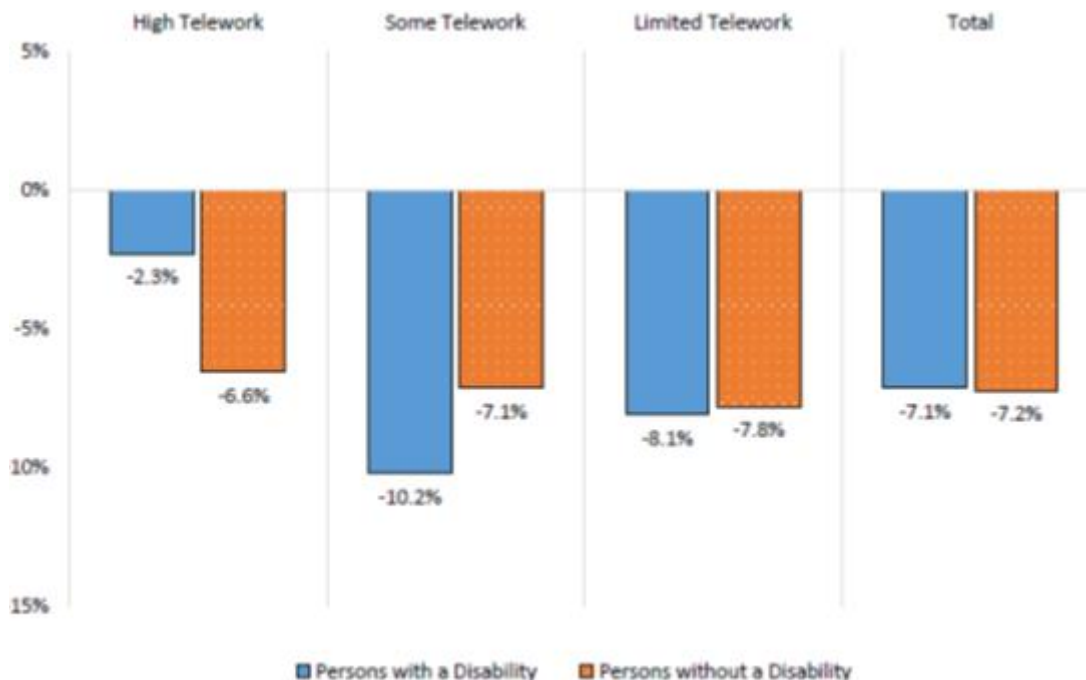 High Telework Some Telework Limited Telework Total
5%
0%
-2.3%
-5%
-6.6% -7.1% -7.1% -7.2%
-8.1% -7.8%
10%
-10.2%
15%
Persons with a Disability Persons without a Disability